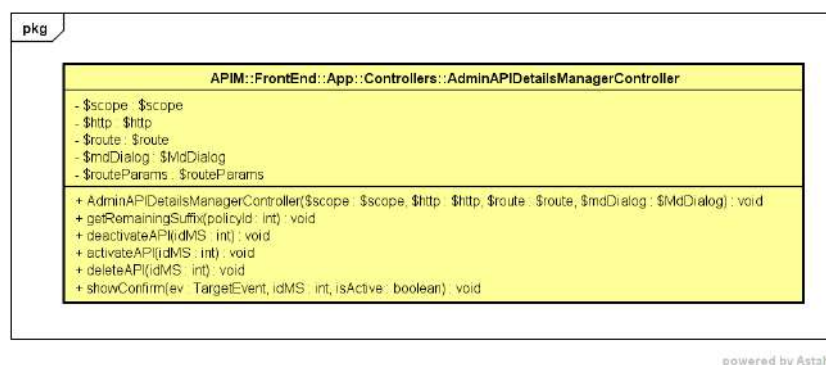 pkg
APIM::FrontEnd::App::Controllers::AdminAPIDetailsManagerController
- $scope : $scope
- $http : $http
- $route : $route
- $mdDialog : $MdDialog
- $routeParams : $routeParams
+ AdminAPIDetailsManagerController($scope : $scope, $http : $http, $route : $route, $mdDialog : $MdDialog) : void
+ getRemainingSuffix(policyId : int) : void
+ deactivateAPI(idMS : int) : void
+ activateAPI(idMS : int) : void
+ deleteAPI(idMS : int) : void
+ showConfirm(ev : TargetEvent, idMS : int, isActive : boolean) : void
powered by Astah